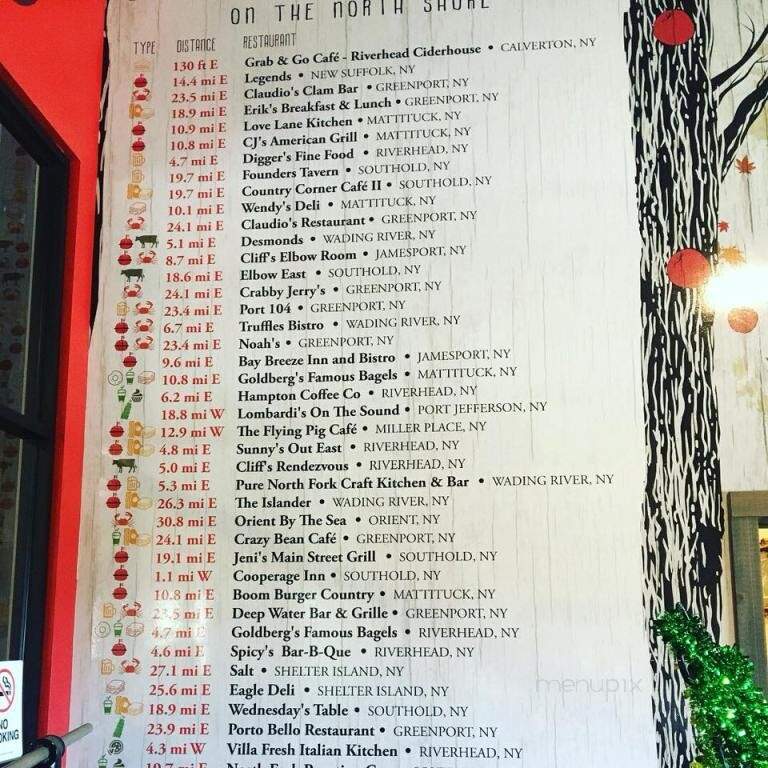 ON THE NORTH SHORE
TYPE DISTANCE RESTAURANT
130 ft E Grab & Go Café - Riverhead Ciderhouse • CALVERTON, NY
14.4 mi E Legends • NEW SUFFOLK, NY
23.5 mi E Claudio's Clam Bar • GREENPORT, NY
18.9 mi E Erik's Breakfast & Lunch • GREENPORT, NY
10.9 mi E Love Lane Kitchen • MATTITUCK, NY
10.8 mi E CJ's American Grill • MATTITUCK, NY
4.7 mi E Digger's Fine Food • RIVERHEAD, NY
19.7 mi E Founders Tavern • SOUTHOLD, NY
19.7 mi E Country Corner Café II • SOUTHOLD, NY
10.1 mi E Wendy's Deli • MATTITUCK, NY
24.1 mi E Claudio's Restaurant • GREENPORT, NY
5.1 mi E Desmonds • WADING RIVER, NY
8.7 mi E Cliff's Elbow Room • JAMESPORT, NY
18.6 mi E Elbow East • SOUTHOLD, NY
24.1 mi E Crabby Jerry's • GREENPORT, NY
23.4 mi E Port 104 • GREENPORT, NY
6.7 mi E Truffles Bistro • WADING RIVER, NY
23.4 mi E Noah's • GREENPORT, NY
9.6 mi E Bay Breeze Inn and Bistro • JAMESPORT, NY
10.8 mi E Goldberg's Famous Bagels • MATTITUCK, NY
6.2 mi E Hampton Coffee Co • RIVERHEAD, NY
18.8 mi W Lombardi's On The Sound • PORT JEFFERSON, NY
12.9 mi W The Flying Pig Café • MILLER PLACE, NY
4.8 mi E Sunny's Out East • RIVERHEAD, NY
5.0 mi E Cliff's Rendezvous • RIVERHEAD, NY
5.3 mi E Pure North Fork Craft Kitchen & Bar • WADING RIVER, NY
26.3 mi E The Islander • WADING RIVER, NY
30.8 mi E Orient By The Sea • ORIENT, NY
24.1 mi E Crazy Bean Café • GREENPORT, NY
19.1 mi E Jeni's Main Street Grill • SOUTHOLD, NY
1.1 mi W Cooperage Inn • SOUTHOLD, NY
10.8 mi E Boom Burger Country • MATTITUCK, NY
23.5 mi E Deep Water Bar & Grille • GREENPORT, NY
4.7 mi E Goldberg's Famous Bagels • RIVERHEAD, NY
4.6 mi E Spicy's Bar-B-Que • RIVERHEAD, NY
27.1 mi E Salt • SHELTER ISLAND, NY
25.6 mi E Eagle Deli • SHELTER ISLAND, NY
18.9 mi E Wednesday's Table • SOUTHOLD, NY
23.9 mi E Porto Bello Restaurant • GREENPORT, NY
4.3 mi W Villa Fresh Italian Kitchen • RIVERHEAD, NY
19.7 mi E North Fork
menupix
NO